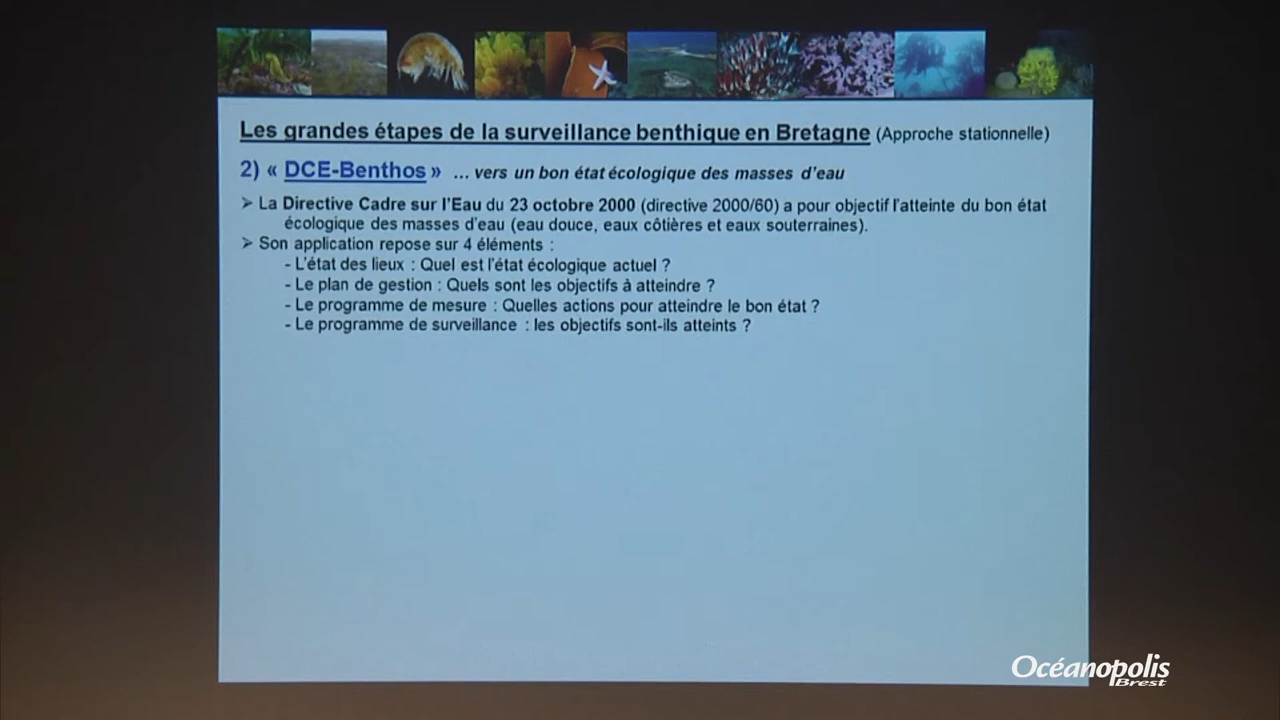 Les grandes étapes de la surveillance benthique en Bretagne (Approche stationnelle)
2) « DCE-Benthos » ... vers un bon état écologique des masses d'eau
➢ La Directive Cadre sur l'Eau du 23 octobre 2000 (directive 2000/60) a pour objectif l'atteinte du bon état
écologique des masses d'eau (eau douce, eaux côtières et eaux souterraines).
➢ Son application repose sur 4 éléments :
- L'état des lieux : Quel est l'état écologique actuel ?
- Le plan de gestion : Quels sont les objectifs à atteindre ?
- Le programme de mesure : Quelles actions pour atteindre le bon état ?
- Le programme de surveillance : les objectifs sont-ils atteints ?
Océanopolis
Brest